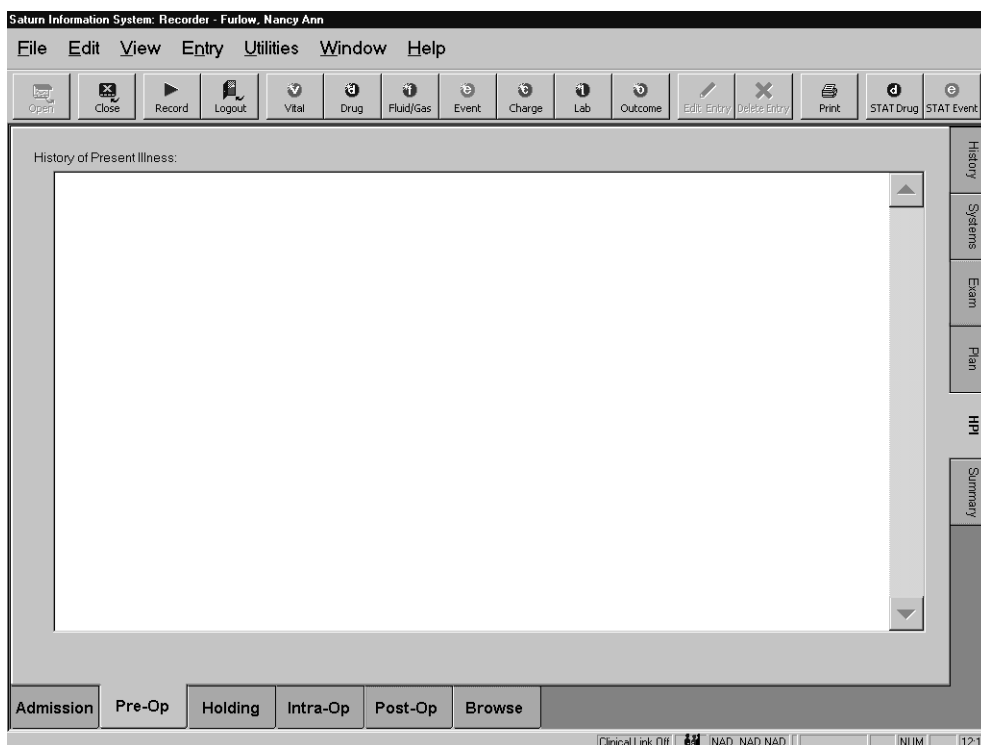 Saturn Information System: Recorder - Furlow, Nancy Ann
File Edit View Entry Utilities Window Help
Open Close Record Logout Vital Drug Fluid/Gas Event Charge Lab Outcome Edit Entry Delete Entry Print STAT Drug STAT Event
History of Present Illness:
History
Systems
Exam
Plan
HPI
Summary
Admission Pre-Op Holding Intra-Op Post-Op Browse
Clinical Link Off NAD NAD NAD NUM 12:1